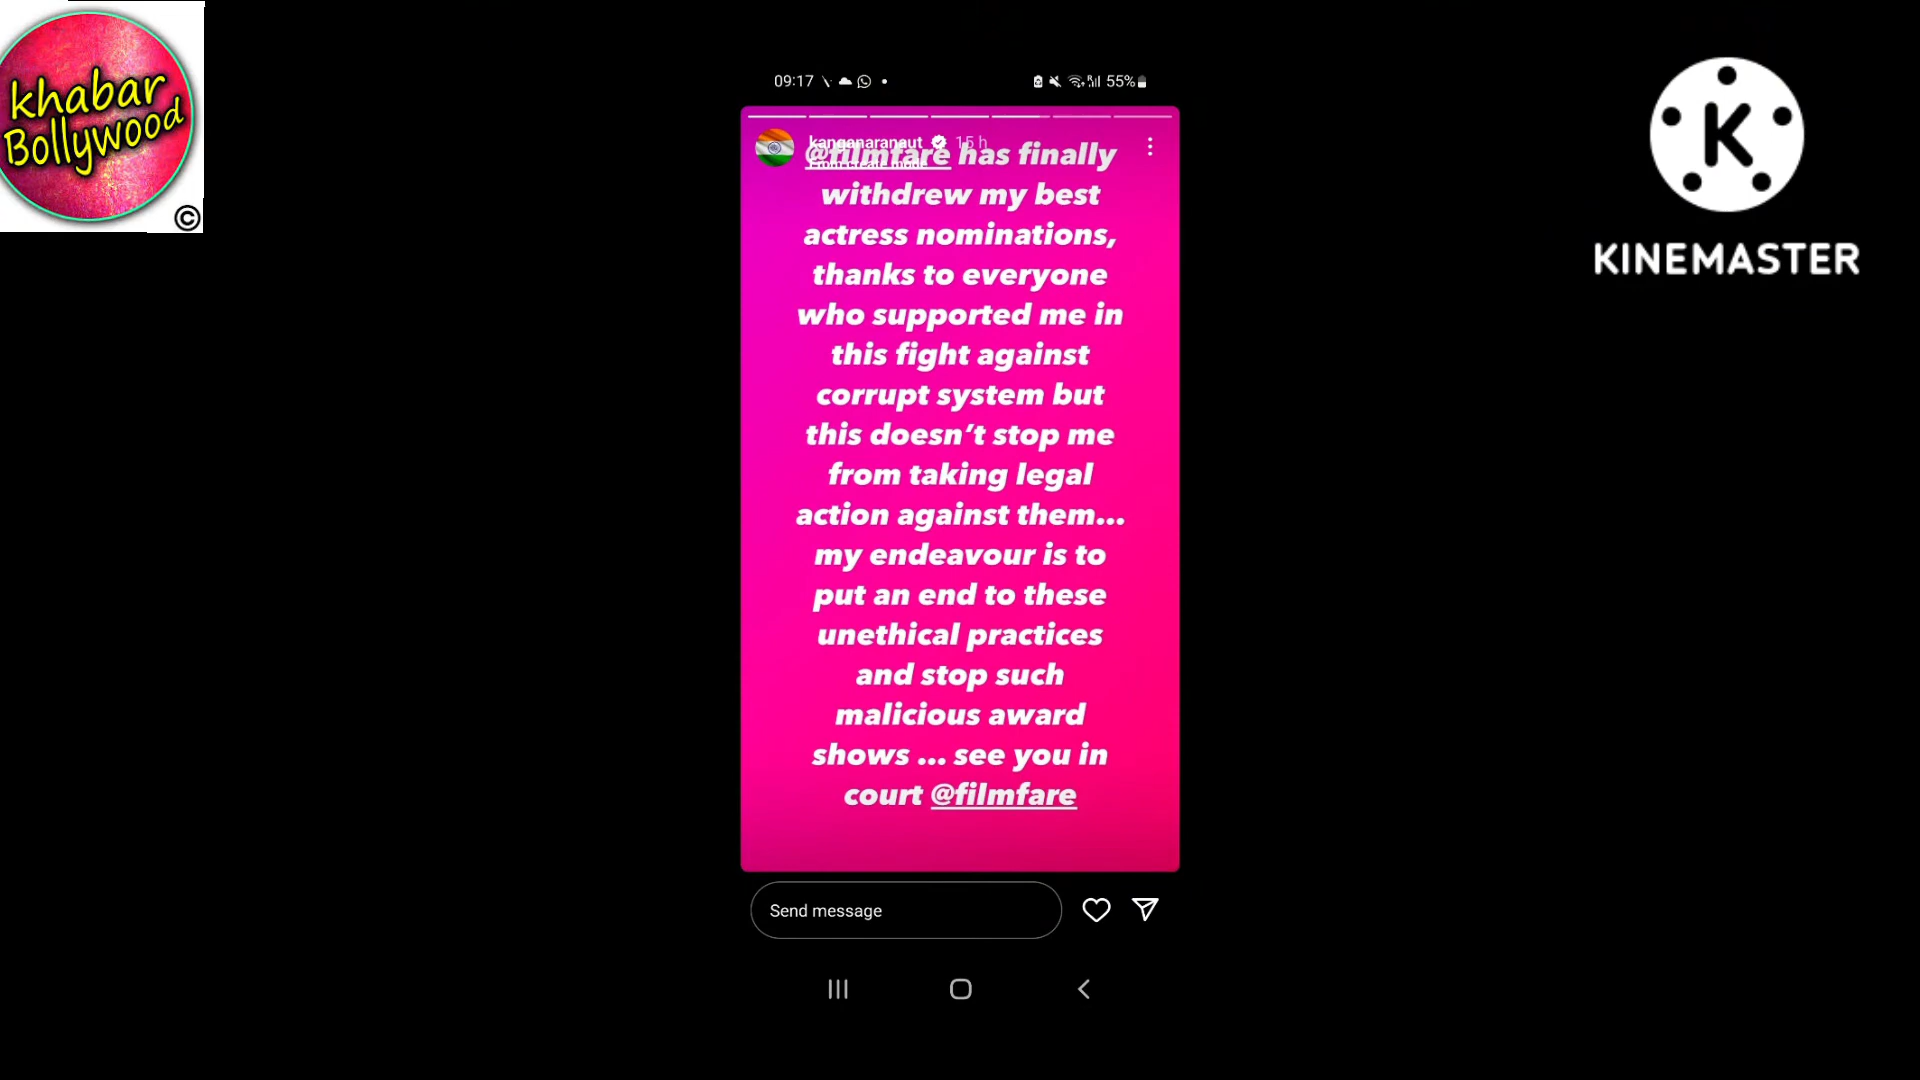 khabar
Bollywood
©
09:17
55%
K
KINEMASTER
kanganaranaut 15 h
From create mode
@filmfare has finally
withdrew my best
actress nominations,
thanks to everyone
who supported me in
this fight against
corrupt system but
this doesn’t stop me
from taking legal
action against them...
my endeavour is to
put an end to these
unethical practices
and stop such
malicious award
shows ... see you in
court @filmfare
Send message